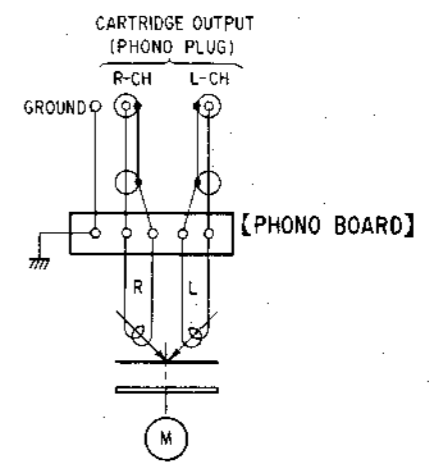 CARTRIDGE OUTPUT
(PHONO PLUG)
R-CH L-CH
GROUND
【PHONO BOARD】
R L
M